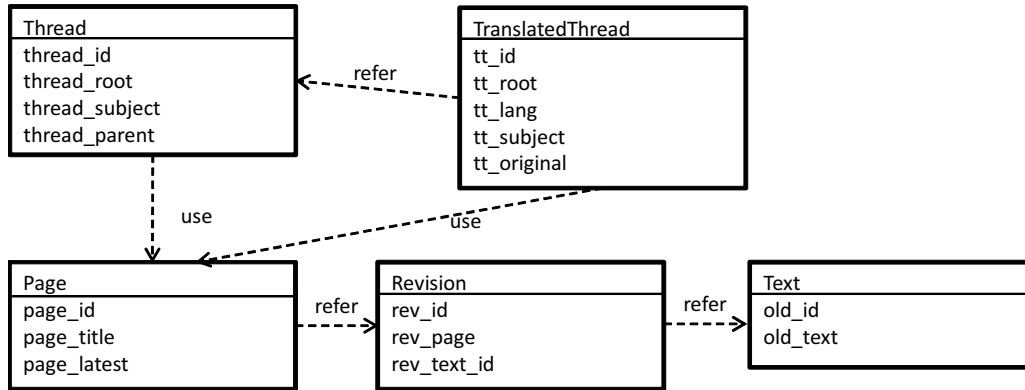 Thread
thread_id
thread_root
thread_subject
thread_parent
refer
TranslatedThread
tt_id
tt_root
tt_lang
tt_subject
tt_original
use
use
Page
page_id
page_title
page_latest
refer
Revision
rev_id
rev_page
rev_text_id
refer
Text
old_id
old_text